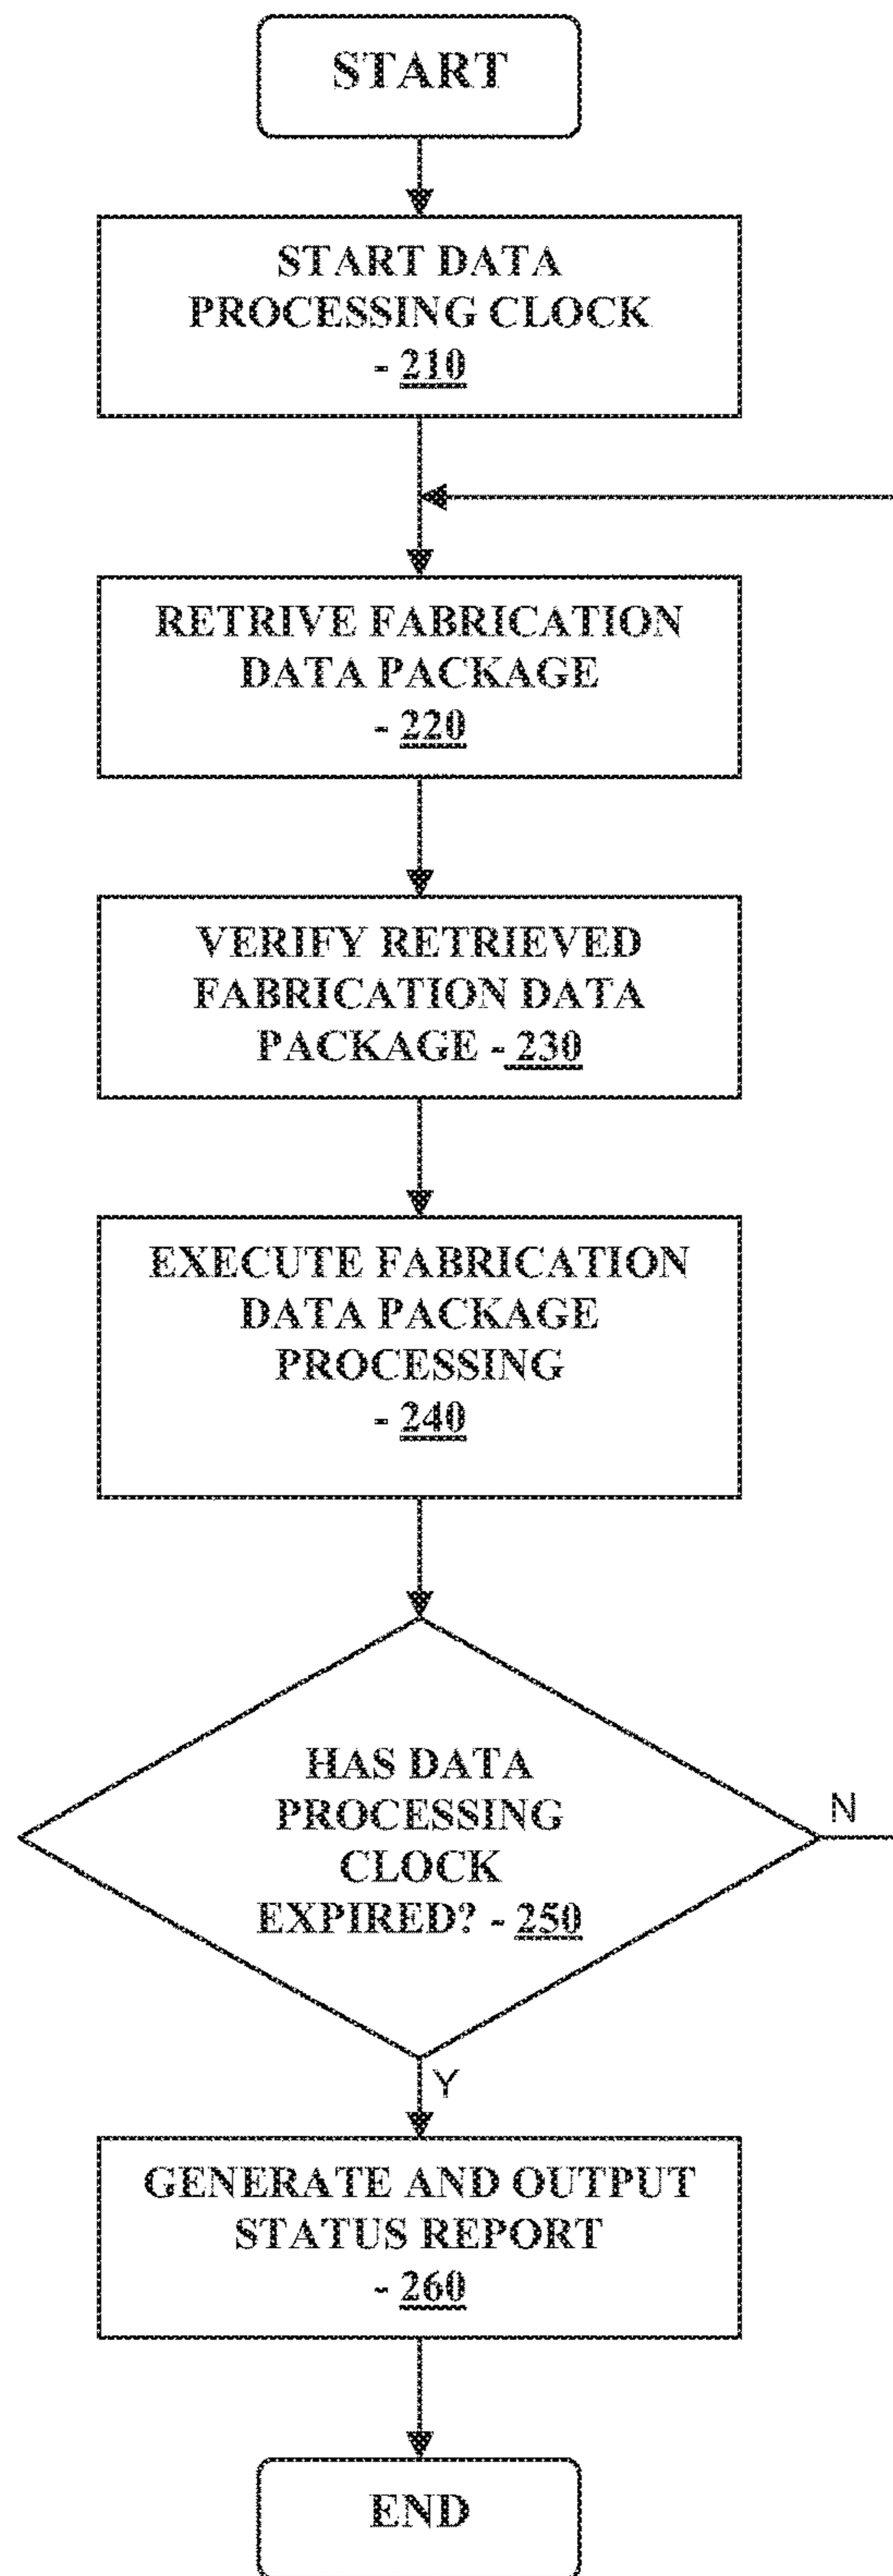 START
START DATA
PROCESSING CLOCK
- 210
RETRIVE FABRICATION
DATA PACKAGE
- 220
VERIFY RETRIEVED
FABRICATION DATA
PACKAGE - 230
EXECUTE FABRICATION
DATA PACKAGE
PROCESSING
- 240
HAS DATA
PROCESSING
CLOCK
EXPIRED? - 250
N
Y
GENERATE AND OUTPUT
STATUS REPORT
- 260
END